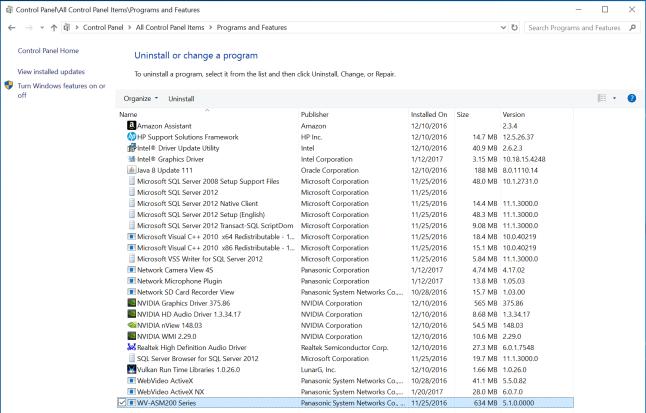 Control Panel\All Control Panel Items\Programs and Features
Control Panel > All Control Panel Items > Programs and Features
Search Programs and Features
Control Panel Home
View installed updates
Turn Windows features on or
off
Uninstall or change a program
To uninstall a program, select it from the list and then click Uninstall, Change, or Repair.
Organize Uninstall
Name Publisher Installed On Size Version
Amazon Assistant Amazon 12/10/2016 2.3.4
HP Support Solutions Framework HP Inc. 12/10/2016 14.7 MB 12.5.26.37
Intel® Driver Update Utility Intel 12/10/2016 40.9 MB 2.6.2.3
Intel® Graphics Driver Intel Corporation 1/12/2017 3.15 MB 10.18.15.4248
Java 8 Update 111 Oracle Corporation 12/10/2016 188 MB 8.0.1110.14
Microsoft SQL Server 2008 Setup Support Files Microsoft Corporation 11/25/2016 48.0 MB 10.1.2731.0
Microsoft SQL Server 2012 Microsoft Corporation 11/25/2016
Microsoft SQL Server 2012 Native Client Microsoft Corporation 11/25/2016 14.4 MB 11.1.3000.0
Microsoft SQL Server 2012 Setup (English) Microsoft Corporation 11/25/2016 48.3 MB 11.1.3000.0
Microsoft SQL Server 2012 Transact-SQL ScriptDom Microsoft Corporation 11/25/2016 9.08 MB 11.1.3000.0
Microsoft Visual C++ 2010 x64 Redistributable - 1... Microsoft Corporation 11/25/2016 18.4 MB 10.0.40219
Microsoft Visual C++ 2010 x86 Redistributable - 1... Microsoft Corporation 11/25/2016 15.1 MB 10.0.40219
Microsoft VSS Writer for SQL Server 2012 Microsoft Corporation 11/25/2016 5.84 MB 11.1.3000.0
Network Camera View 4S Panasonic Corporation 1/12/2017 4.74 MB 4.17.02
Network Microphone Plugin Panasonic Corporation 1/12/2017 13.8 MB 1.05.03
Network SD Card Recorder View Panasonic System Networks Co.,... 10/28/2016 15.7 MB 1.03.00
NVIDIA Graphics Driver 375.86 NVIDIA Corporation 12/10/2016 565 MB 375.86
NVIDIA HD Audio Driver 1.3.34.17 NVIDIA Corporation 12/10/2016 8.68 MB 1.3.34.17
NVIDIA nView 148.03 NVIDIA Corporation 12/10/2016 54.5 MB 148.03
NVIDIA WMI 2.29.0 NVIDIA Corporation 12/10/2016 10.6 MB 2.29.0
Realtek High Definition Audio Driver Realtek Semiconductor Corp. 12/10/2016 27.3 MB 6.0.1.7548
SQL Server Browser for SQL Server 2012 Microsoft Corporation 11/25/2016 19.7 MB 11.1.3000.0
Vulkan Run Time Libraries 1.0.26.0 LunarG, Inc. 12/10/2016 1.66 MB 1.0.26.0
WebVideo ActiveX Panasonic System Networks Co.,... 10/28/2016 41.1 MB 5.5.0.82
WebVideo ActiveX NX Panasonic System Networks Co.,... 1/20/2017 28.0 MB 6.0.7.0
WV-ASM200 Series Panasonic System Networks Co.,... 11/25/2016 634 MB 5.1.0.0000